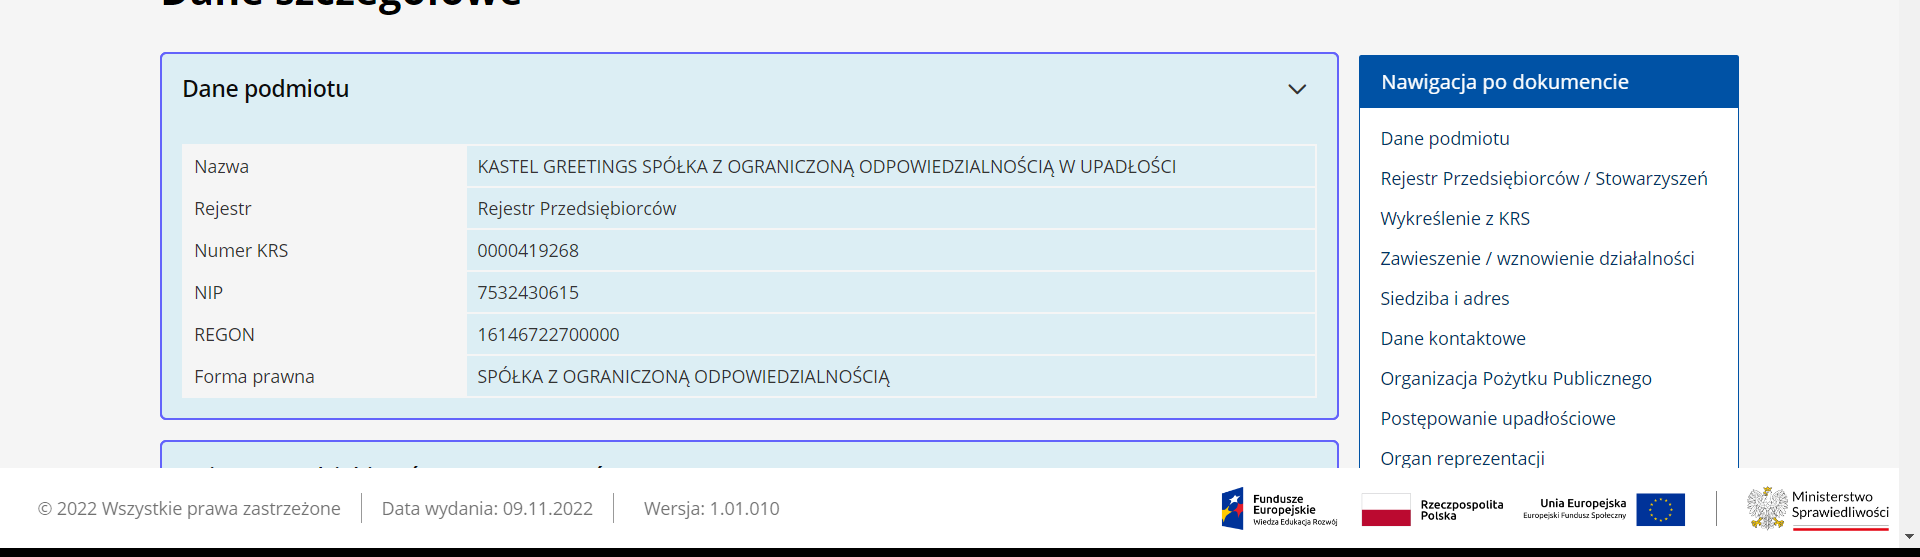 Dane szczegółowe
Dane podmiotu
Nazwa KASTEL GREETINGS SPÓŁKA Z OGRANICZONĄ ODPOWIEDZIALNOŚCIĄ W UPADŁOŚCI
Rejestr Rejestr Przedsiębiorców
Numer KRS 0000419268
NIP 7532430615
REGON 16146722700000
Forma prawna SPÓŁKA Z OGRANICZONĄ ODPOWIEDZIALNOŚCIĄ
Nawigacja po dokumencie
Dane podmiotu
Rejestr Przedsiębiorców / Stowarzyszeń
Wykreślenie z KRS
Zawieszenie / wznowienie działalności
Siedziba i adres
Dane kontaktowe
Organizacja Pożytku Publicznego
Postępowanie upadłościowe
Organ reprezentacji
© 2022 Wszystkie prawa zastrzeżone Data wydania: 09.11.2022 Wersja: 1.01.010
Fundusze
Europejskie
Wiedza Edukacja Rozwój
Rzeczpospolita
Polska
Unia Europejska
Europejski Fundusz Społeczny
Ministerstwo
Sprawiedliwości